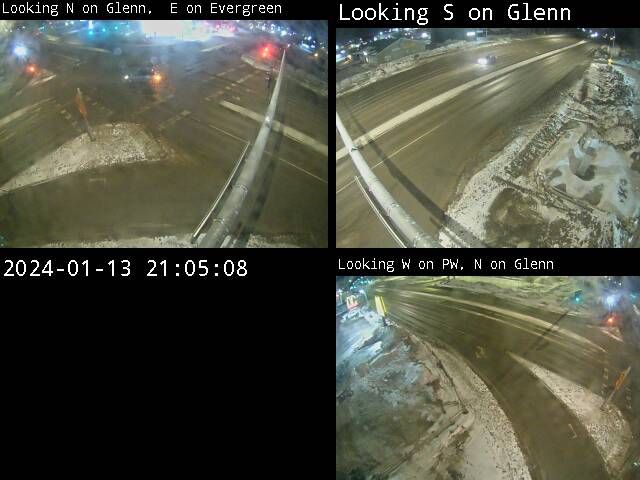 Looking N on Glenn,  E on Evergreen
Looking S on Glenn
2024-01-13 21:05:08
Looking W on PW, N on Glenn